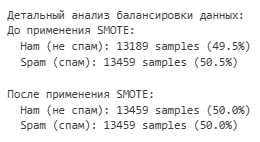 Детальный анализ балансировки данных:
До применения SMOTE:
Ham (не спам): 13189 samples (49.5%)
Spam (спам): 13459 samples (50.5%)
После применения SMOTE:
Ham (не спам): 13459 samples (50.0%)
Spam (спам): 13459 samples (50.0%)